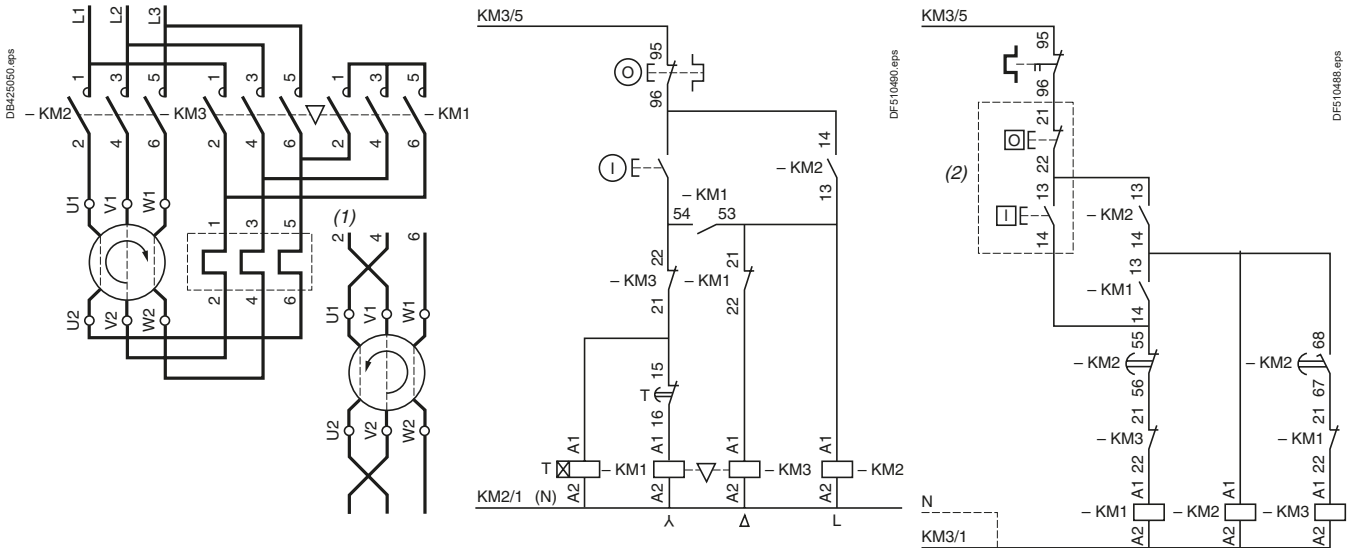 DB425050.eps
L1 L2 L3
1 3 5 1 3 5 1 3 5
– KM2 – KM3 – KM1
2 4 6 2 4 6 2 4 6
U1 V1 W1
1 3 5
(1)
2 4 6
2 4 6
U2 V2 W2
U1 V1 W1
U2 V2 W2
KM3/5
95
O
96
14
I
– KM2
13
– KM1
54 53
22 21
– KM3 – KM1
21 22
15
T
16
A1 A1 A1 A1
T – KM1 – KM3 – KM2
A2 A2 A2 A2
KM2/1 (N)
Δ L
DF510490.eps
KM3/5
95
96
21
O
22
(2)
13 13
I – KM2
14 14
13
– KM1
14
55 68
– KM2 – KM2
56 67
21 21
– KM3 – KM1
22 22
A1 A1 A1
N
– KM1 – KM2 – KM3
A2 A2 A2
KM3/1
DF510488.eps